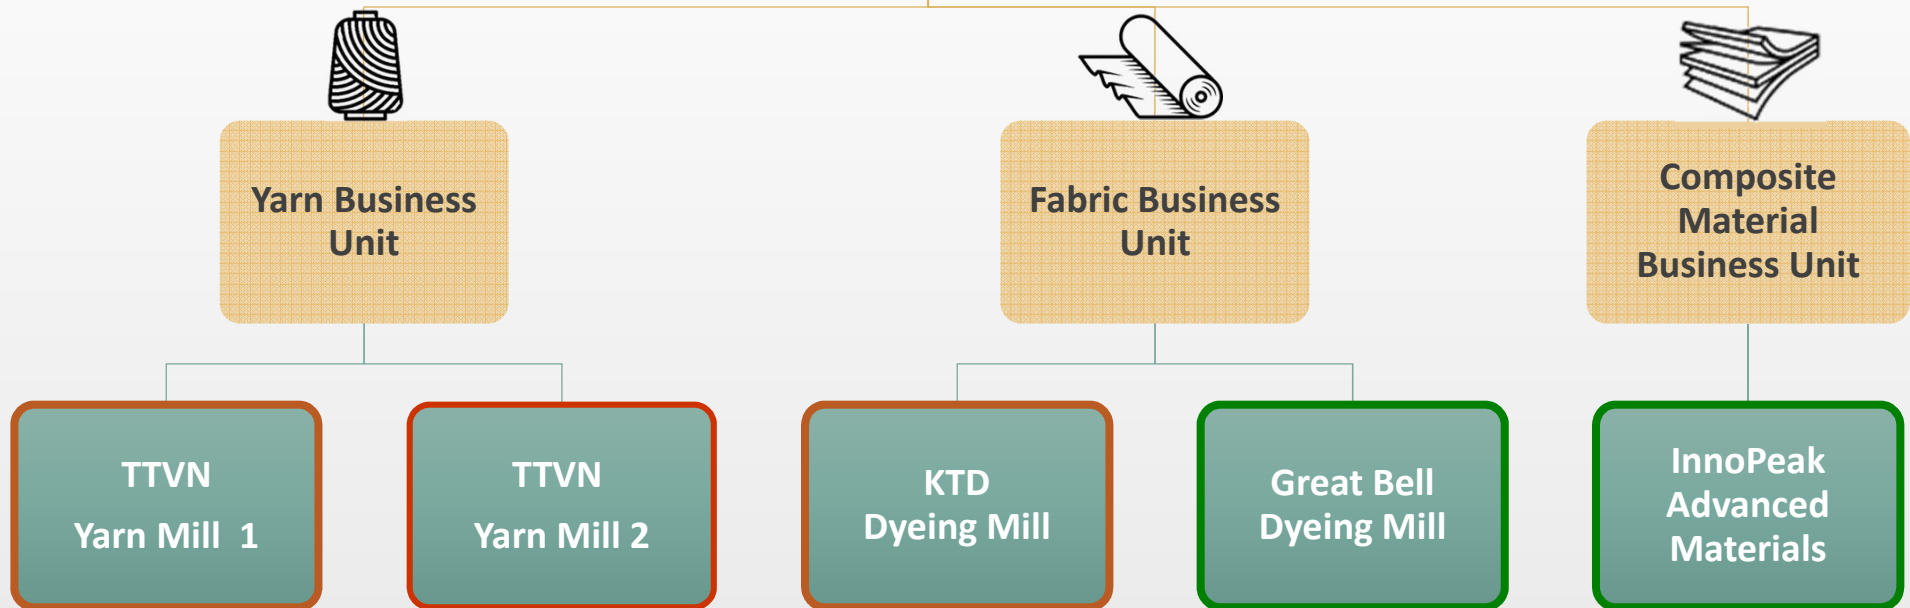 Yarn Business
Unit
Fabric Business
Unit
Composite
Material
Business Unit
TTVN
Yarn Mill 1
TTVN
Yarn Mill 2
KTD
Dyeing Mill
Great Bell
Dyeing Mill
InnoPeak
Advanced
Materials